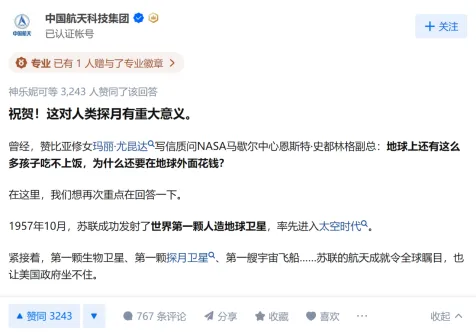 中国航天科技集团
已认证帐号
中国航天
+ 关注
专业 已有 1 人赠与了专业徽章 >
神乐妮可等 3,243 人赞同了该回答
祝贺！这对人类探月有重大意义。
曾经，赞比亚修女玛丽·尤昆达写信质问NASA马歇尔中心恩斯特·史都林格副总：地球上还有这么
多孩子吃不上饭，为什么还要在地球外面花钱？
在这里，我们想再次重点在回答一下。
1957年10月，苏联成功发射了世界第一颗人造地球卫星，率先进入太空时代。
紧接着，第一颗生物卫星、第一颗探月卫星、第一艘宇宙飞船……苏联的航天成就令全球瞩目，也
让美国政府坐不住。
赞同 3243
767 条评论
分享
收藏
喜欢
收起